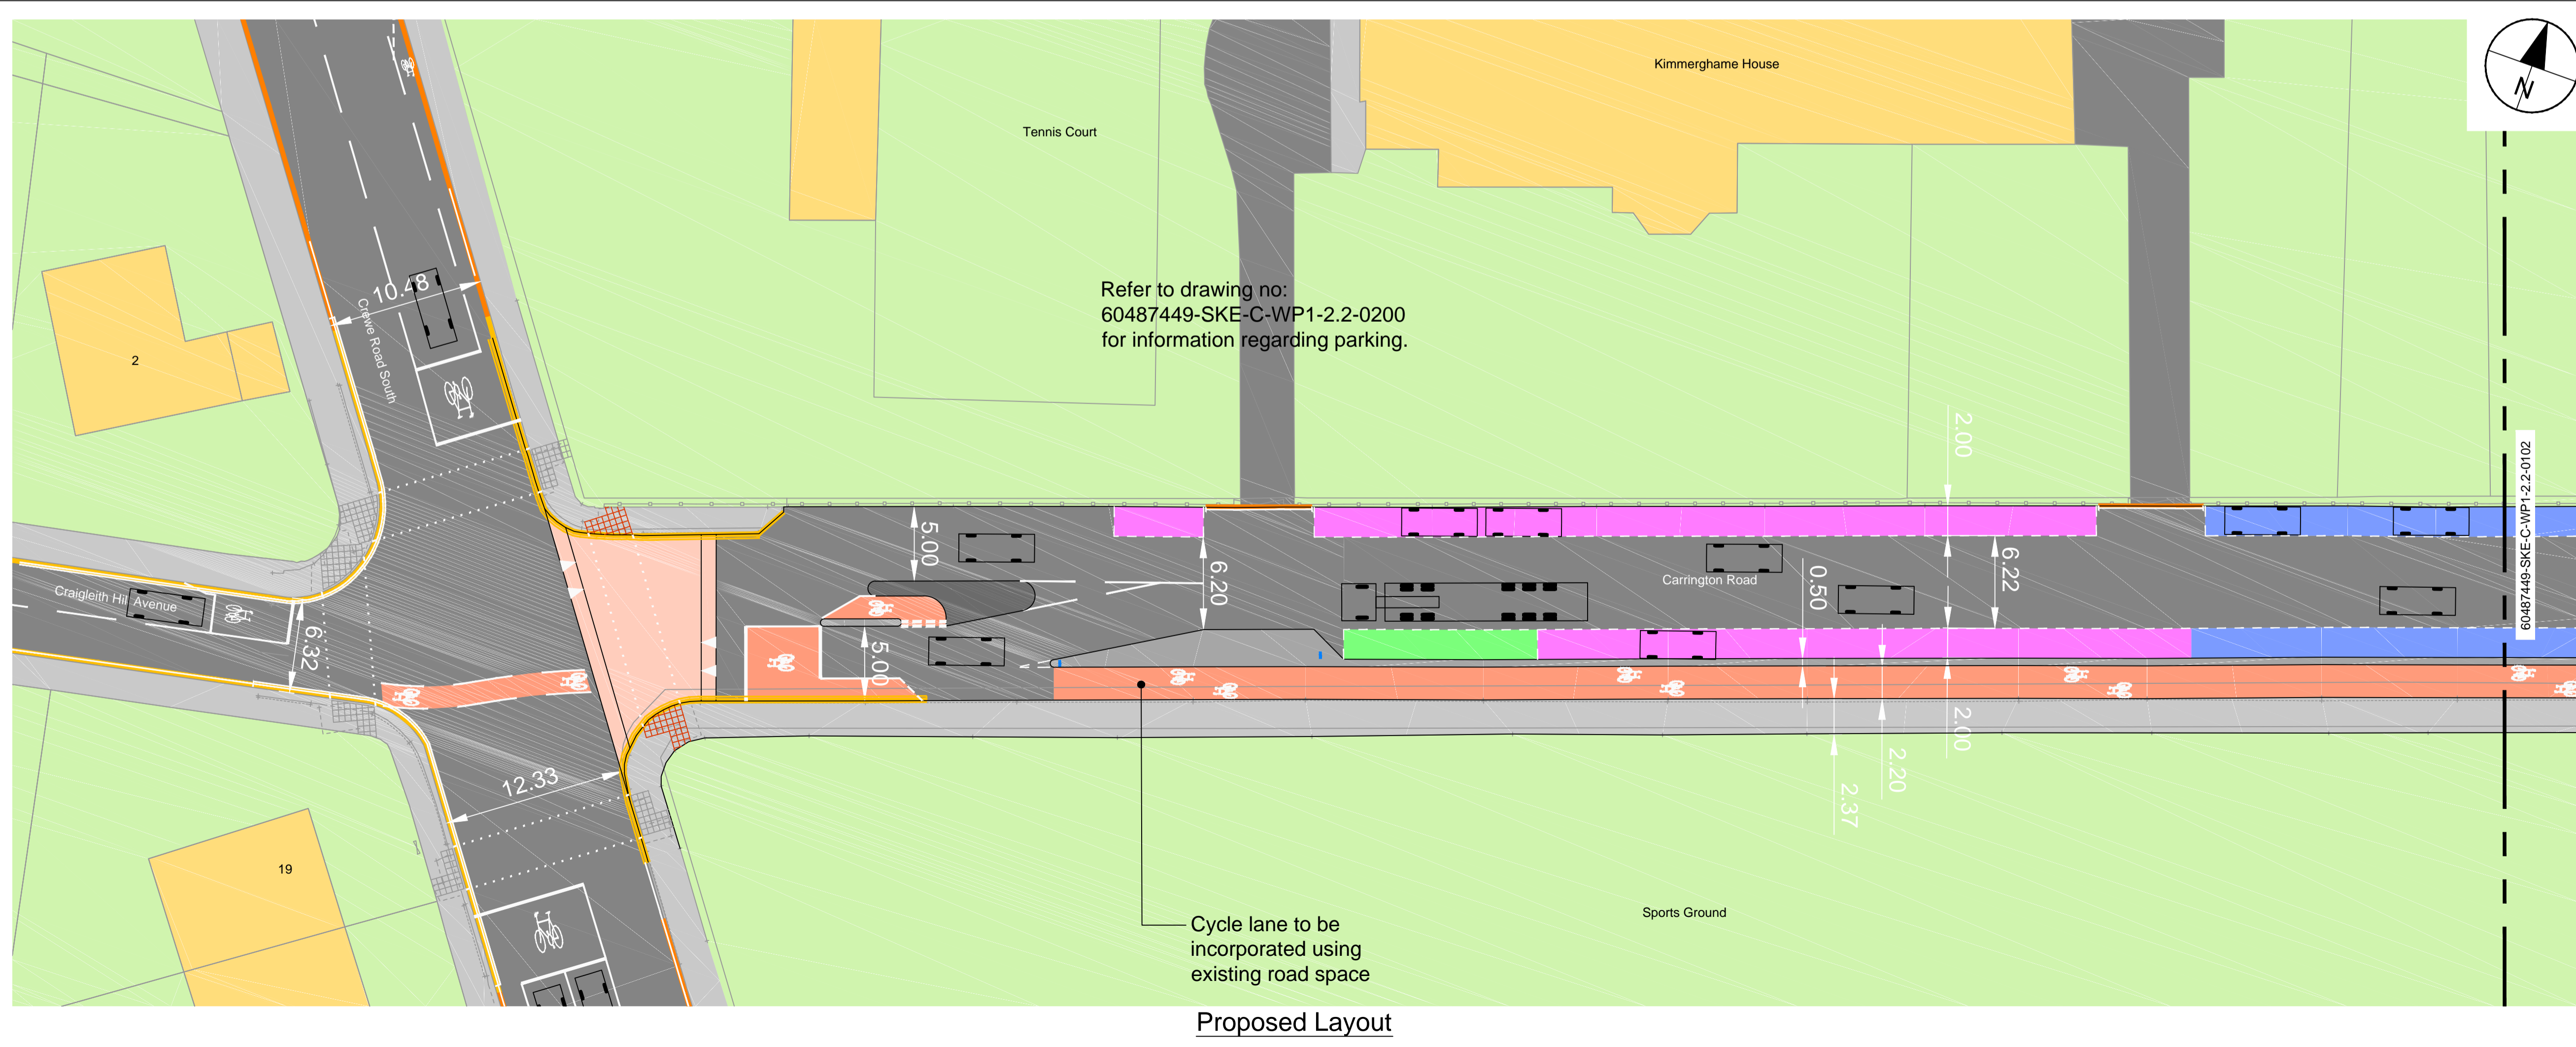 Kimmerghame House
N
Tennis Court
Refer to drawing no:
60487449-SKE-C-WP1-2.2-0200
for information regarding parking.
10.48
Crewe Road South
2
Craigleith Hill Avenue
6.32
12.33
19
5.00
5.00
6.20
2.00
Carrington Road
0.50
6.22
2.00
2.20
2.37
60487449-SKE-C-WP1-2.2-0102
Cycle lane to be
incorporated using
existing road space
Sports Ground
Proposed Layout